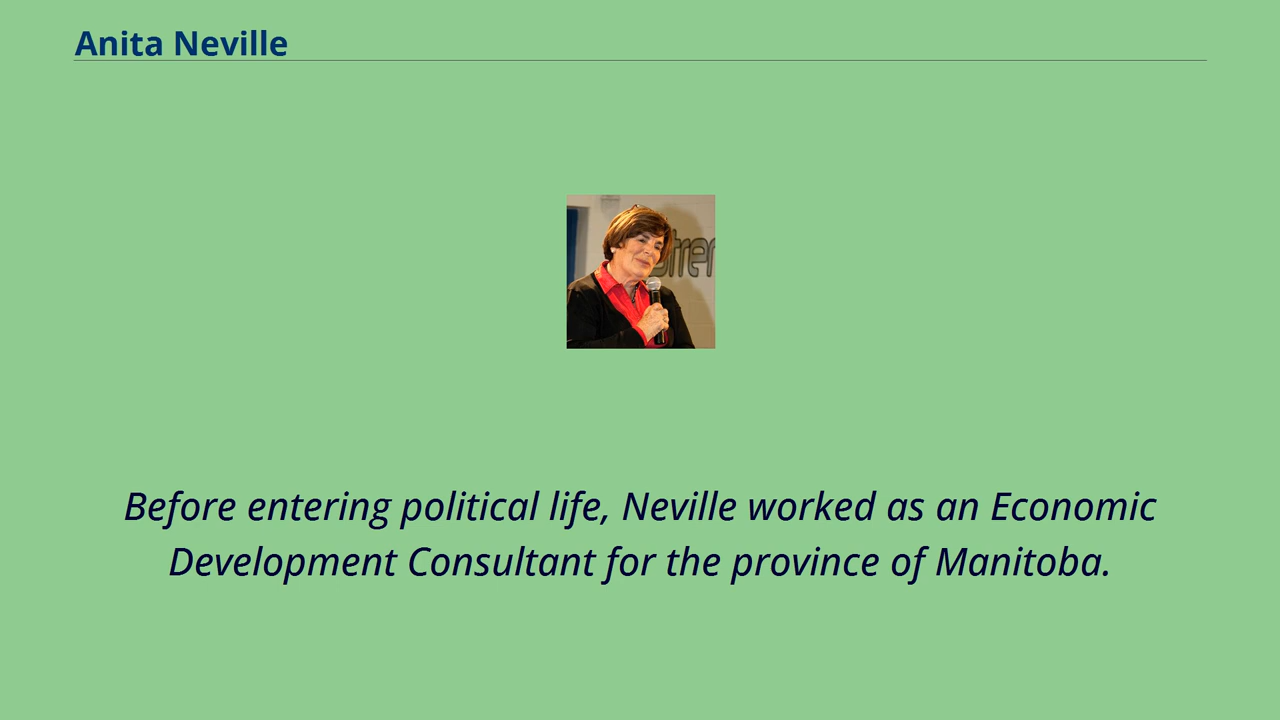 Anita Neville
Before entering political life, Neville worked as an Economic
Development Consultant for the province of Manitoba.